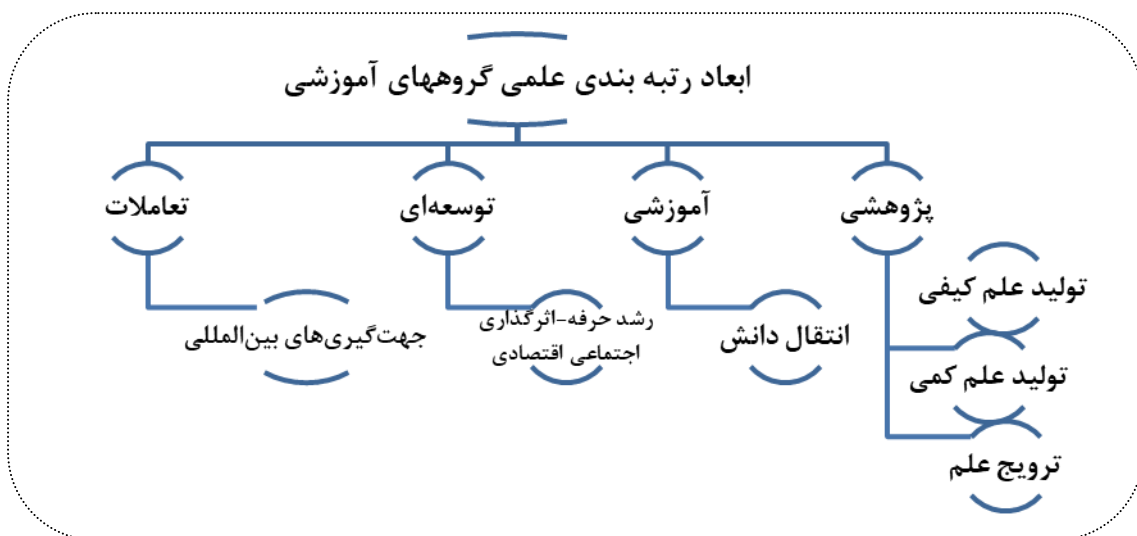 ابعاد رتبه بندی علمی گروههای آموزشی
پژوهشی
آموزشی
توسعه‌ای
تعاملات
تولید علم کیفی
تولید علم کمی
ترویج علم
انتقال دانش
رشد حرفه-اثرگذاری
اجتماعی اقتصادی
جهت‌گیری‌های بین‌المللی